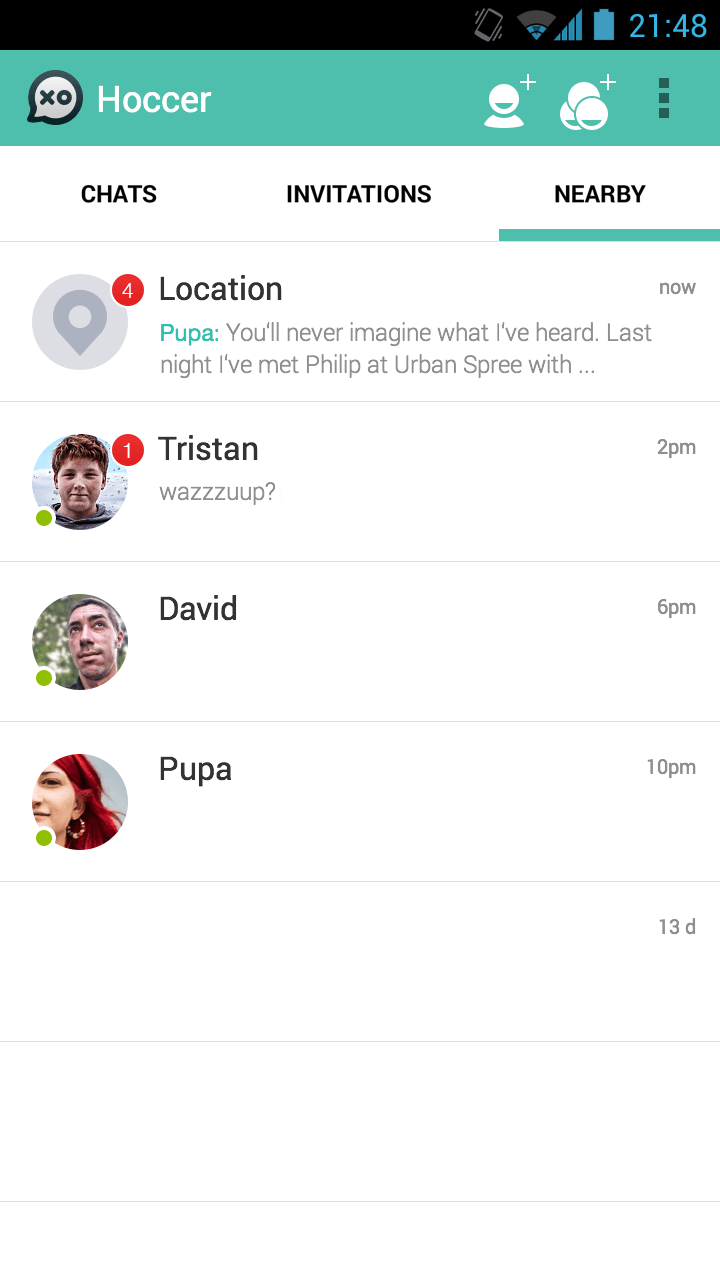 21:48
XO Hoccer
CHATS INVITATIONS NEARBY
4 Location now
Pupa: You‘ll never imagine what I‘ve heard. Last
night I‘ve met Philip at Urban Spree with ...
1 Tristan 2pm
wazzzuup?
David 6pm
Pupa 10pm
13 d